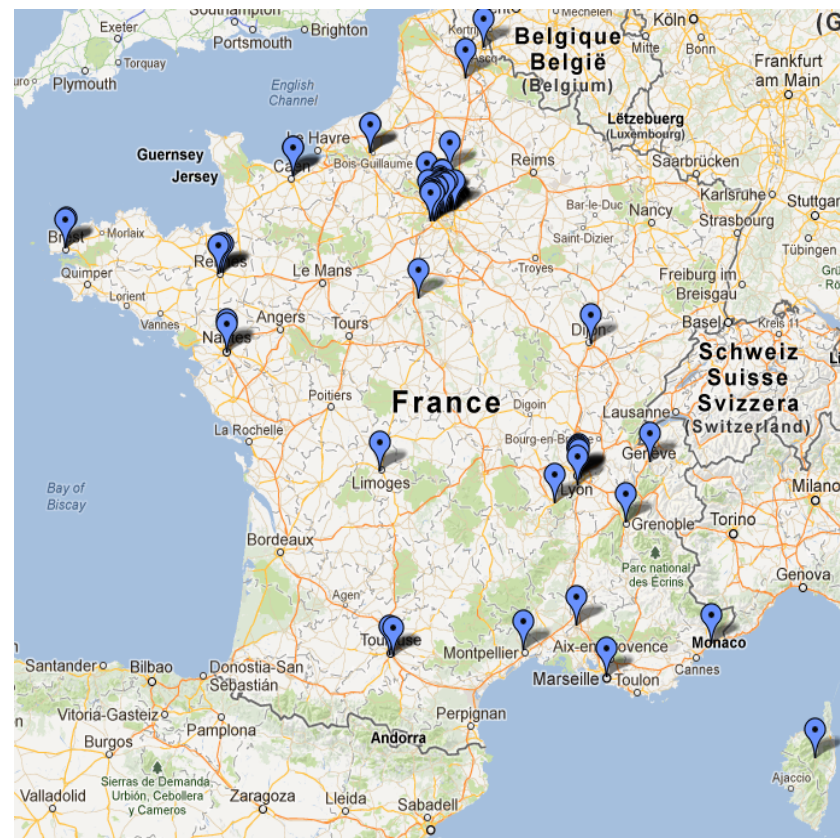 Southampton
Mechelen
Exeter
Brighton
Kortri
Belgique
Köln
Portsmouth
België
Mitte
Bonn
Torquay
Ascq
(Belgium)
Frankfurt
am Main
Plymouth
English
Channel
Lëtzebuerg
(Luxembourg)
Le Havre
Guernsey
Bois-Guillaume
Reims
Saarbrücken
Jersey
Caen
Karlsruhe
Bar-le-Duc
Nancy
Stuttgart
Morlaix
Strasbourg
Brest
Saint-Dizier
Tübingen
Quimper
Rennes
Le Mans
Troyes
Freiburg im
Breisgau
Lorient
Vannes
Angers
Basel
Kreis 11
Nantes
Tours
Dijon
Schweiz
Suisse
Svizzera
(Switzerland)
Poitiers
France
Digoin
Lausanne
La Rochelle
Bourg-en-Bresse
Genève
Limoges
Lyon
Milano
Bay of
Biscay
Grenoble
Torino
Bordeaux
Parc national
des Écrins
Genova
Agen
Toulouse
Montpellier
Aix-en-Provence
Monaco
Santander
Bilbao
Donostia-San
Sebastián
Marseille
Toulon
Cannes
Vitoria-Gasteiz
Pamplona
Perpignan
Burgos
Andorra
Sierras de Demanda,
Urbión, Cebollera
y Cameros
Ajaccio
Valladolid
Zaragoza
Lleida
Sabadell